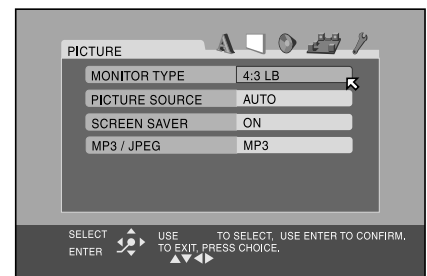 PICTURE
MONITOR TYPE 4:3 LB
PICTURE SOURCE AUTO
SCREEN SAVER ON
MP3 / JPEG MP3
SELECT
ENTER
USE TO SELECT, USE ENTER TO CONFIRM.
TO EXIT, PRESS CHOICE.